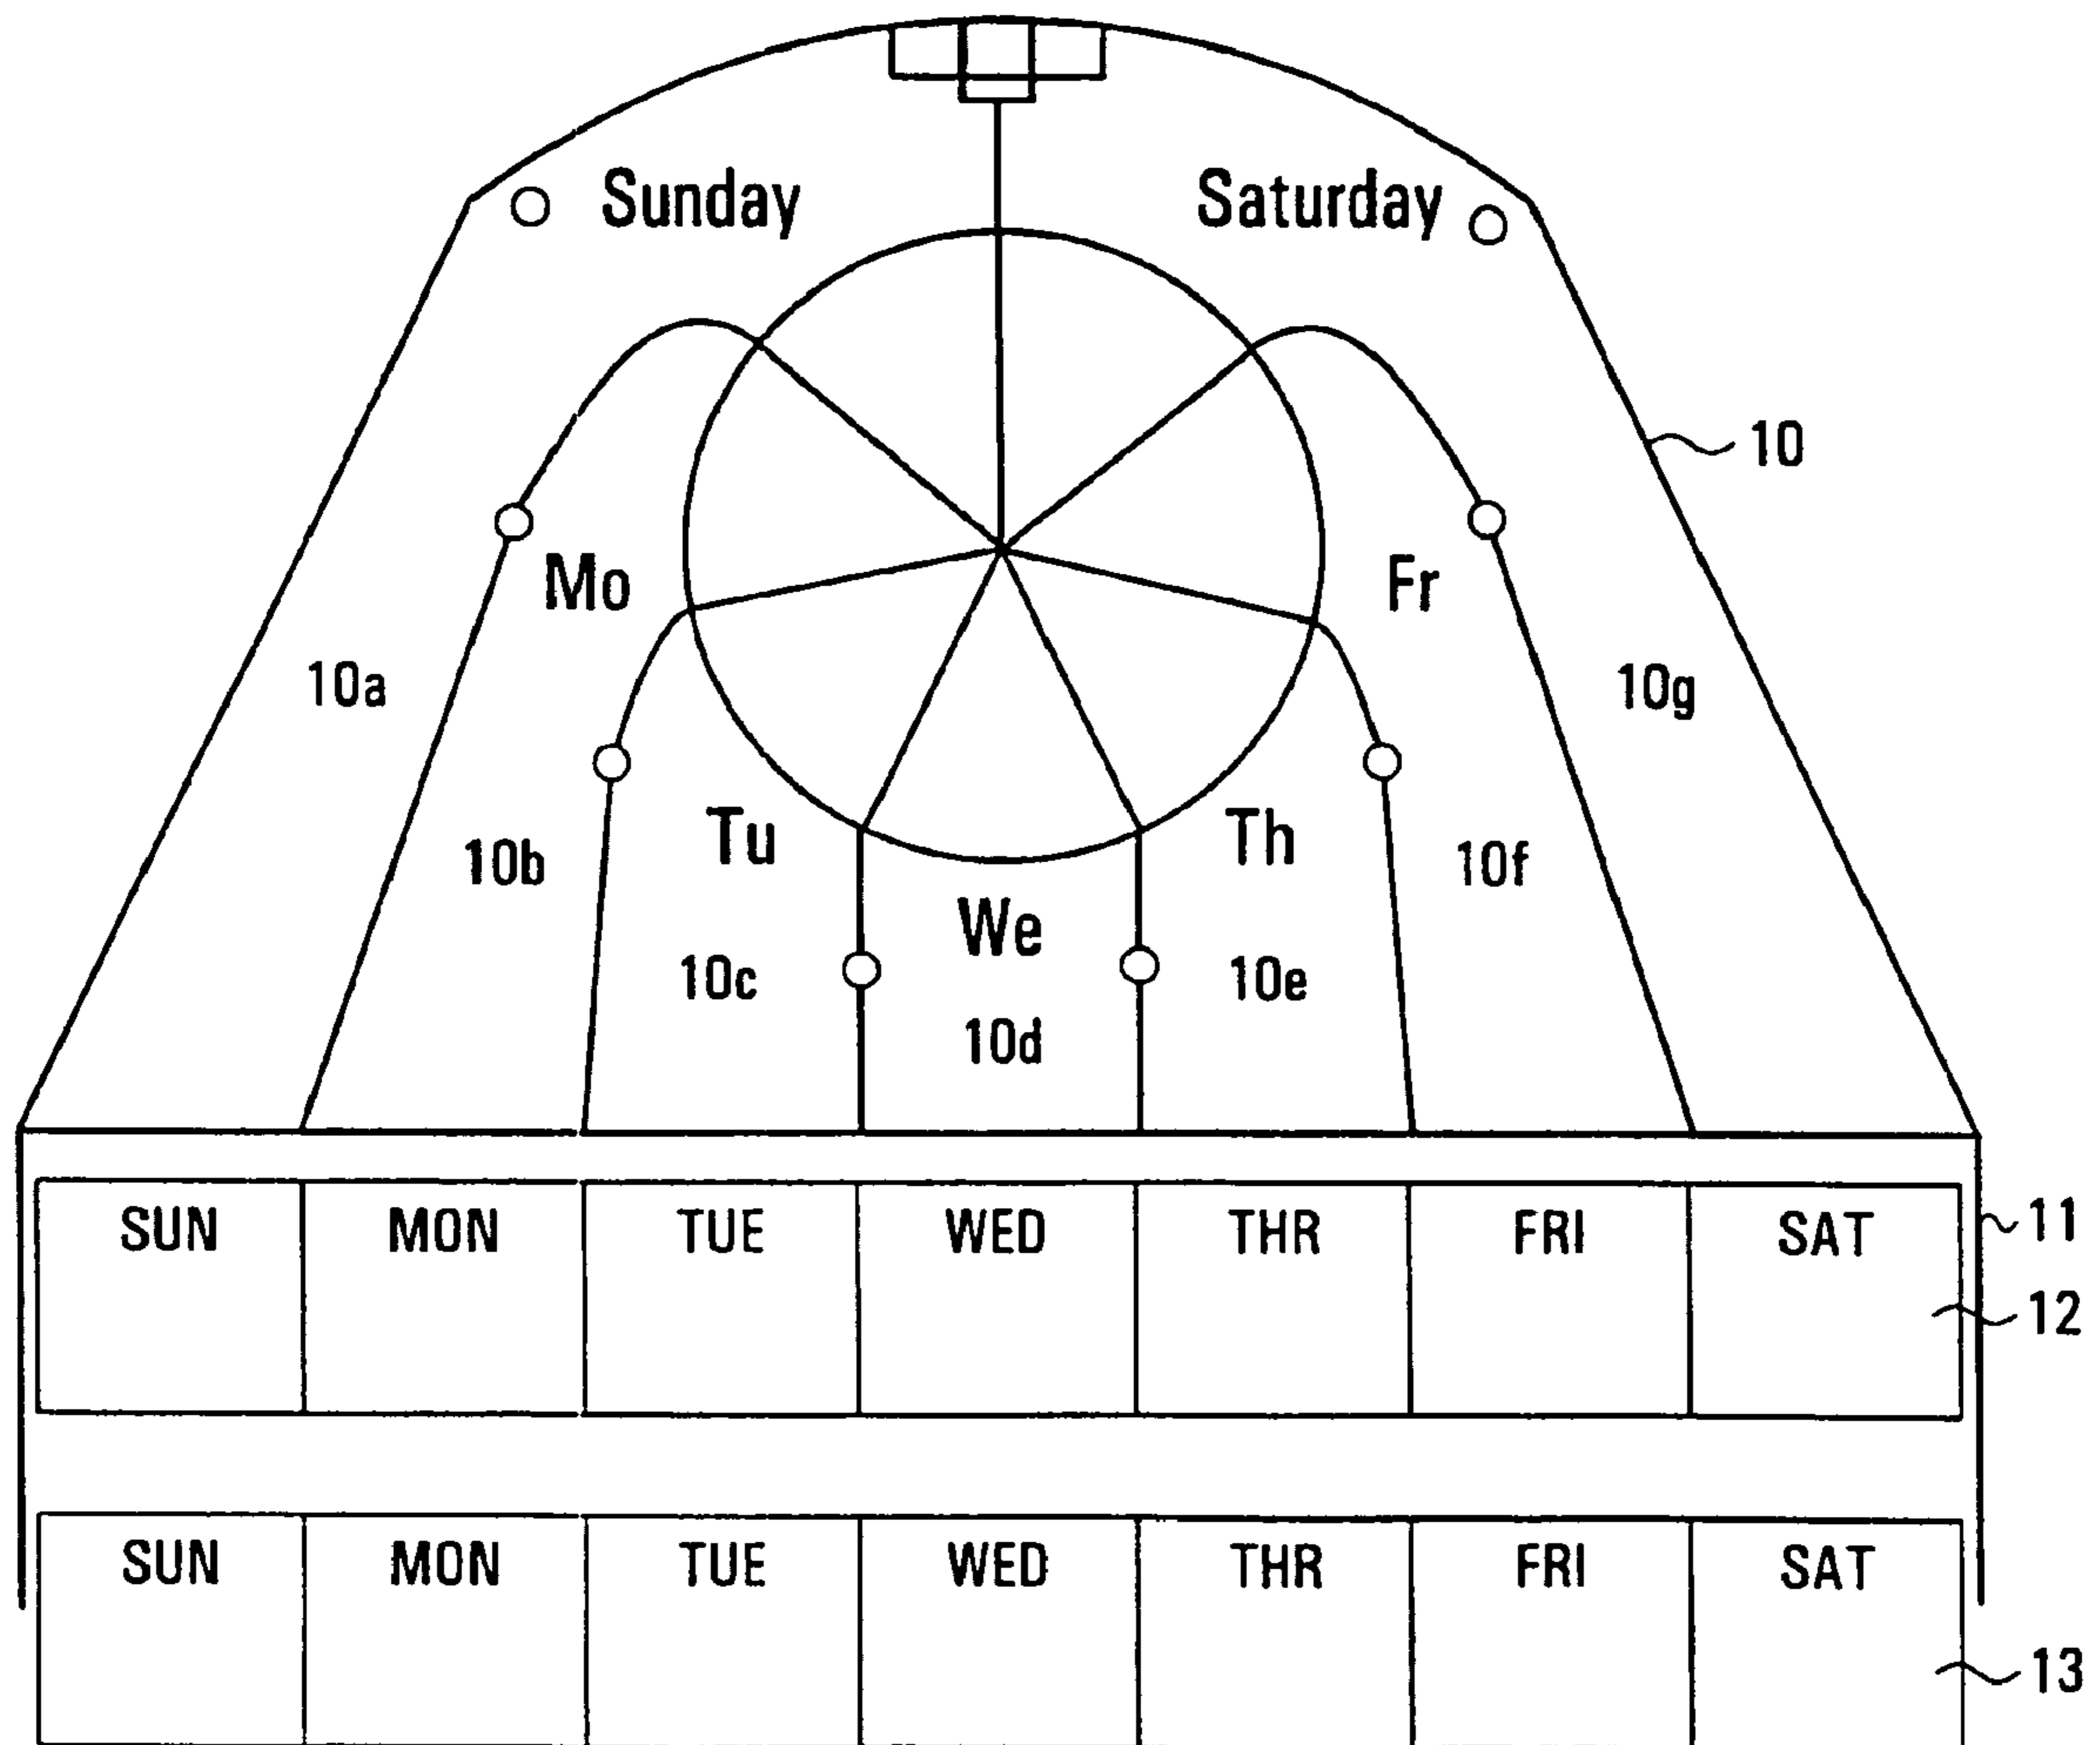 Sunday Saturday
10
Mo Fr
10a 10g
Tu Th
10b 10f
We
10c 10e
10d
SUN MON TUE WED THR FRI SAT 11
12
SUN MON TUE WED THR FRI SAT
13